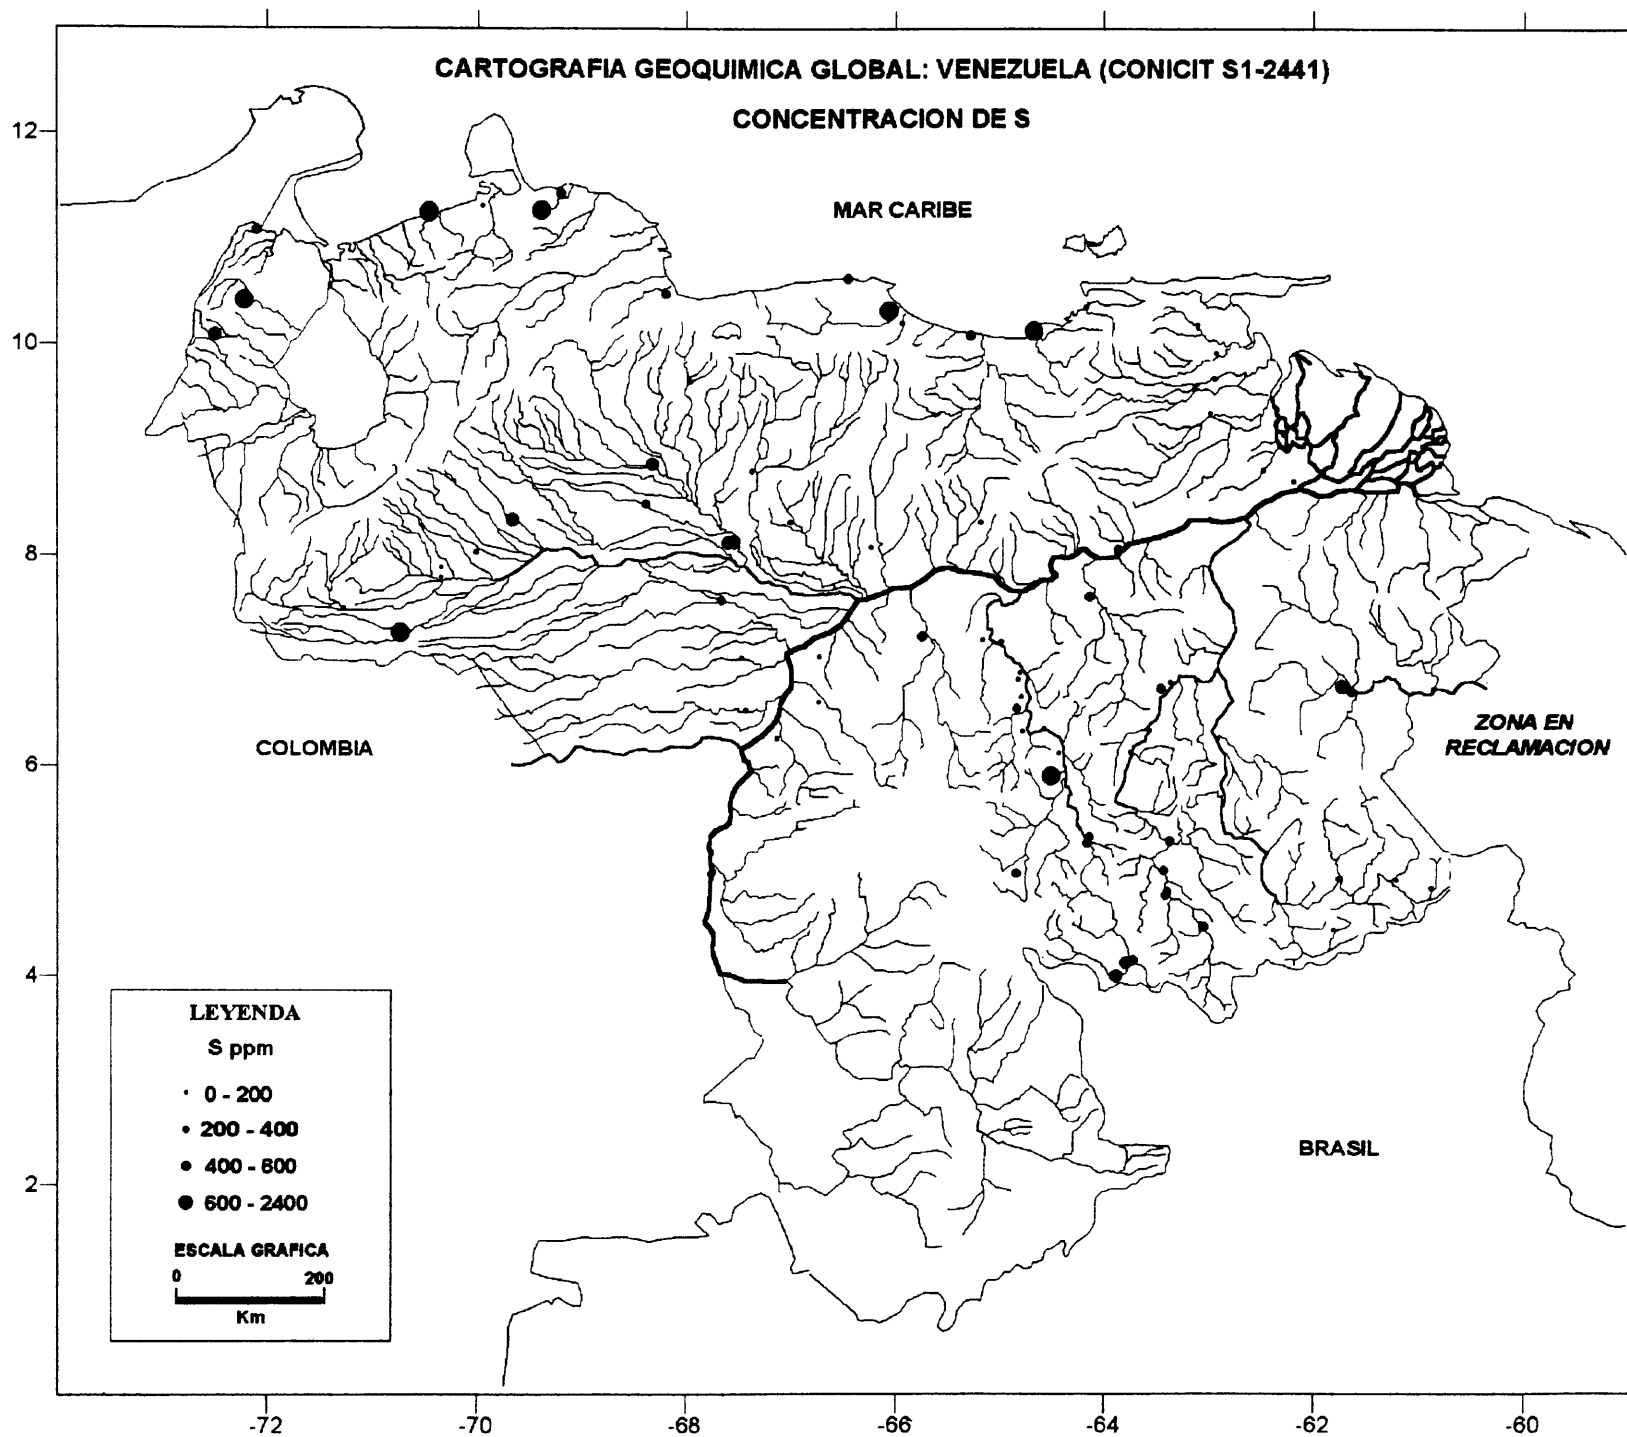 CARTOGRAFIA GEOQUIMICA GLOBAL: VENEZUELA (CONICIT S1-2441)
CONCENTRACION DE S
MAR CARIBE
12
10
8
6
4
2
COLOMBIA
ZONA EN
RECLAMACION
BRASIL
LEYENDA
S ppm
0 - 200
200 - 400
400 - 600
600 - 2400
ESCALA GRAFICA
0 200
Km
-72 -70 -68 -66 -64 -62 -60